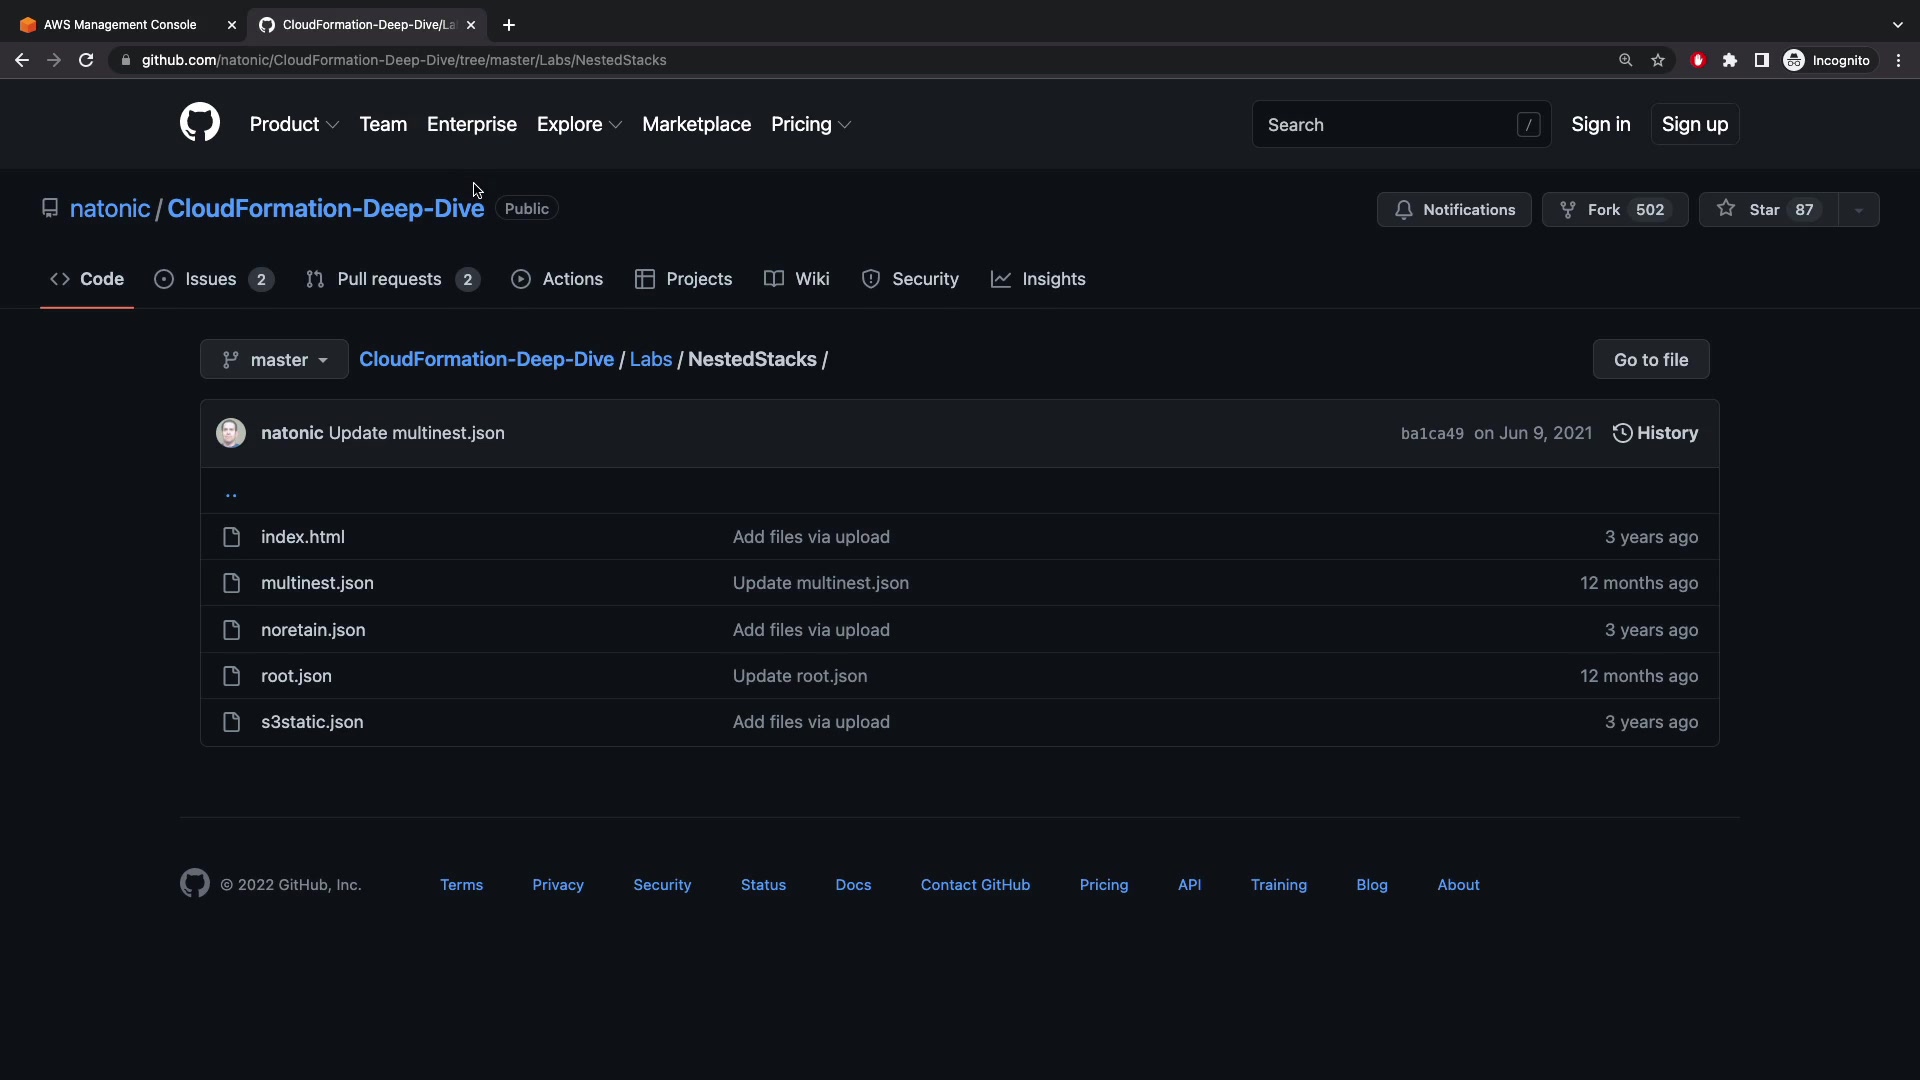 AWS Management Console
CloudFormation-Deep-Dive/La
github.com/natonic/CloudFormation-Deep-Dive/tree/master/Labs/NestedStacks
Incognito
Product Team Enterprise Explore Marketplace Pricing
Search /
Sign in
Sign up
natonic / CloudFormation-Deep-Dive Public
Notifications
Fork 502
Star 87
Code Issues 2 Pull requests 2 Actions Projects Wiki Security Insights
master
CloudFormation-Deep-Dive / Labs / NestedStacks /
Go to file
natonic Update multinest.json
ba1ca49 on Jun 9, 2021 History
..
index.html Add files via upload 3 years ago
multinest.json Update multinest.json 12 months ago
noretain.json Add files via upload 3 years ago
root.json Update root.json 12 months ago
s3static.json Add files via upload 3 years ago
© 2022 GitHub, Inc. Terms Privacy Security Status Docs Contact GitHub Pricing API Training Blog About